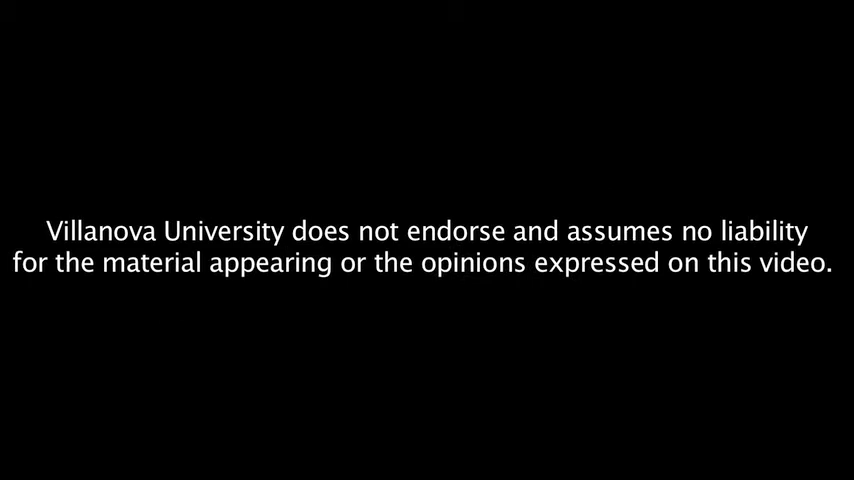 Villanova University does not endorse and assumes no liability
for the material appearing or the opinions expressed on this video.